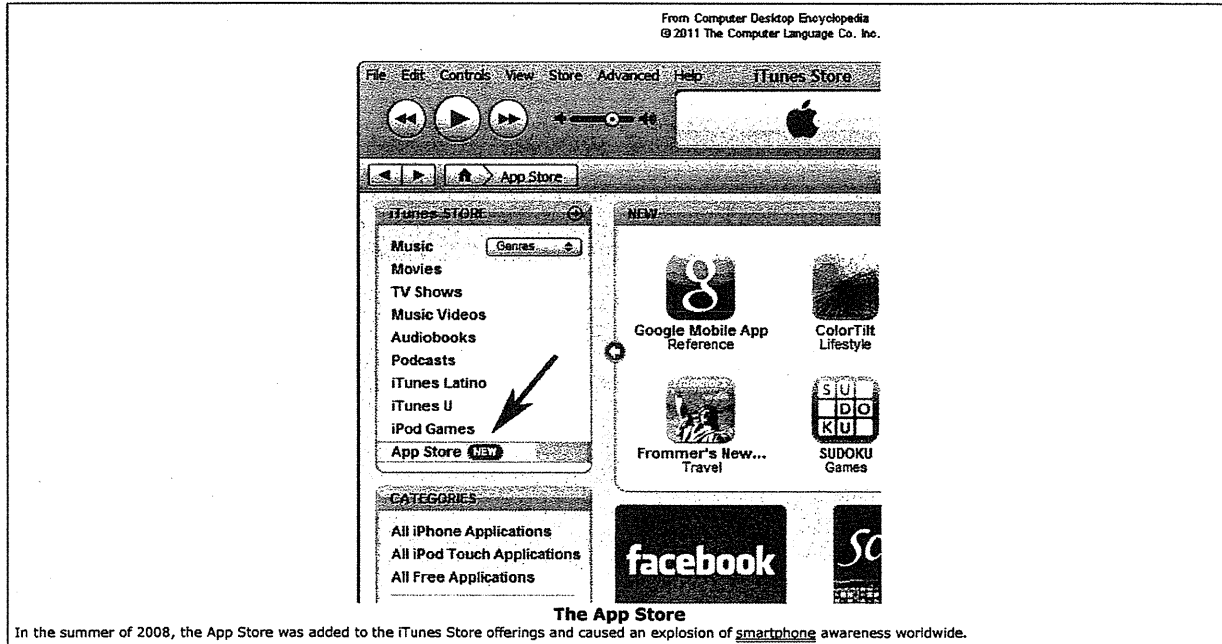 From Computer Desktop Encyclopedia
© 2011 The Computer Language Co. Inc.
File Edit Controls View Store Advanced Help iTunes Store
App Store
iTunes STORE
Music Genres
Movies
TV Shows
Music Videos
Audiobooks
Podcasts
iTunes Latino
iTunes U
iPod Games
App Store NEW
CATEGORIES
All iPhone Applications
All iPod Touch Applications
All Free Applications
NEW
g
Google Mobile App
Reference
ColorTilt
Lifestyle
Frommer's New...
Travel
SU
DO
KU
SUDOKU
Games
facebook
The App Store
In the summer of 2008, the App Store was added to the iTunes Store offerings and caused an explosion of smartphone awareness worldwide.